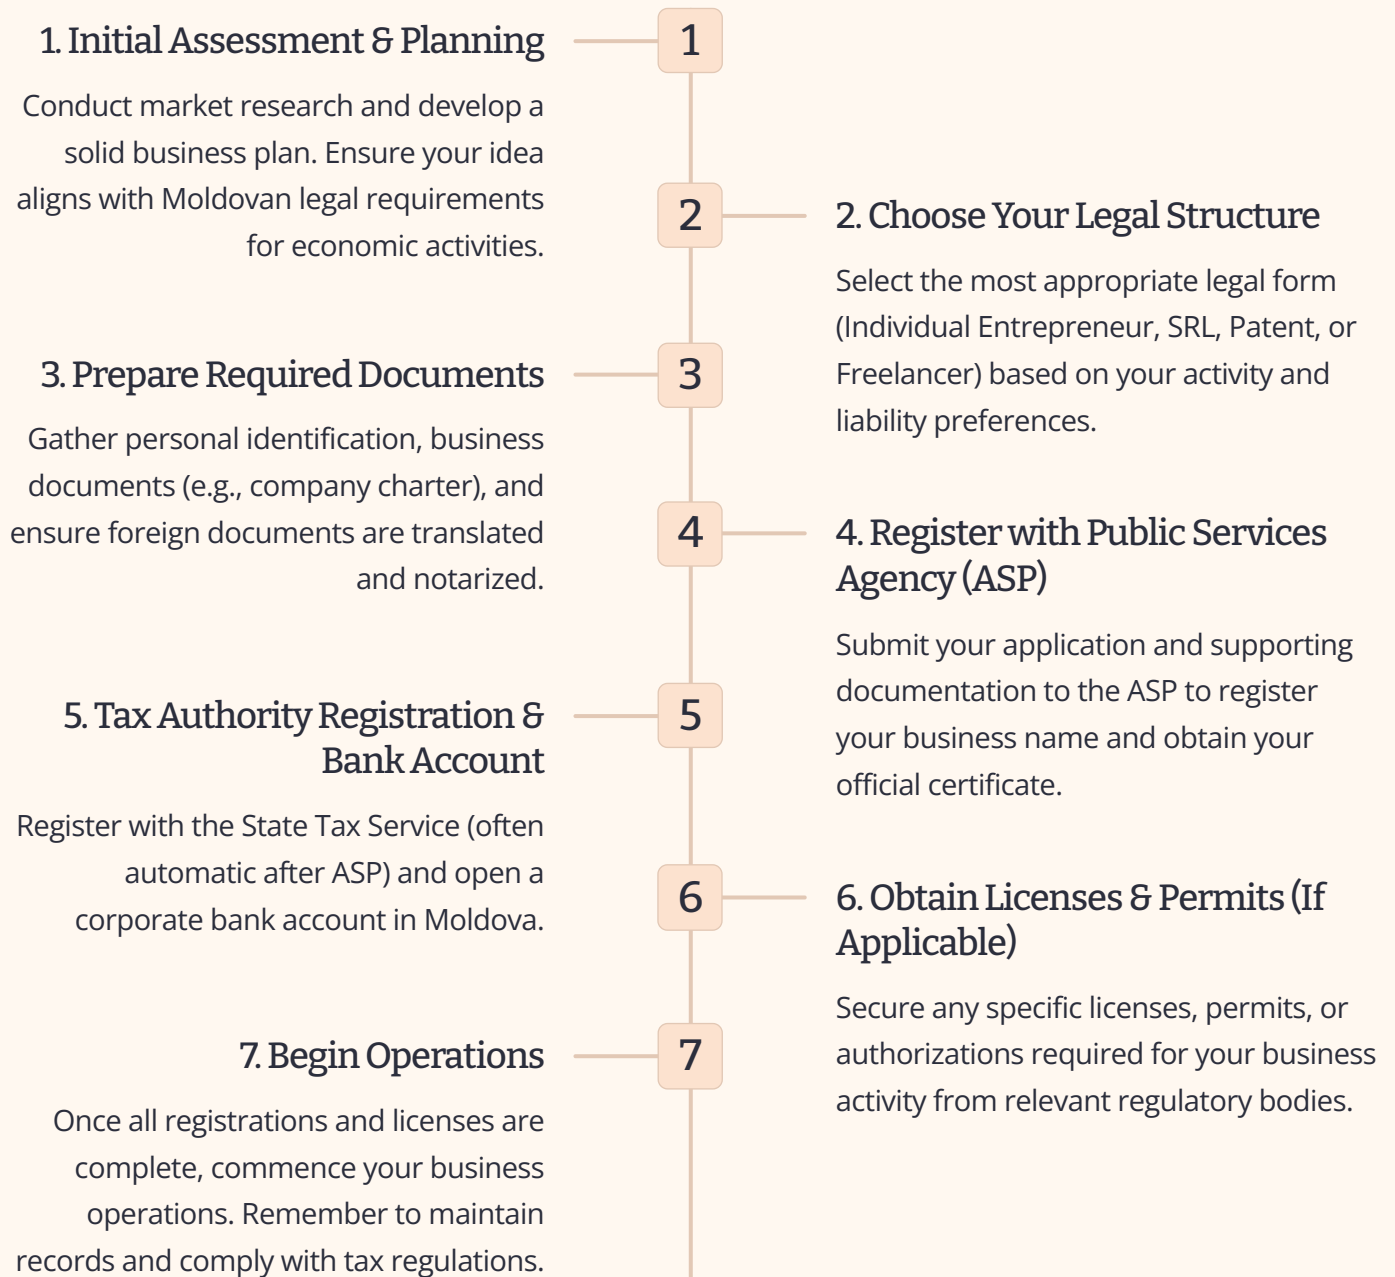 1. Initial Assessment & Planning
1
Conduct market research and develop a
solid business plan. Ensure your idea
aligns with Moldovan legal requirements
for economic activities.
2
2. Choose Your Legal Structure
Select the most appropriate legal form
(Individual Entrepreneur, SRL, Patent, or
Freelancer) based on your activity and
liability preferences.
3. Prepare Required Documents
3
Gather personal identification, business
documents (e.g., company charter), and
ensure foreign documents are translated
and notarized.
4
4. Register with Public Services
Agency (ASP)
Submit your application and supporting
documentation to the ASP to register
your business name and obtain your
official certificate.
5. Tax Authority Registration &
Bank Account
5
Register with the State Tax Service (often
automatic after ASP) and open a
corporate bank account in Moldova.
6
6. Obtain Licenses & Permits (If
Applicable)
Secure any specific licenses, permits, or
authorizations required for your business
activity from relevant regulatory bodies.
7. Begin Operations
7
Once all registrations and licenses are
complete, commence your business
operations. Remember to maintain
records and comply with tax regulations.